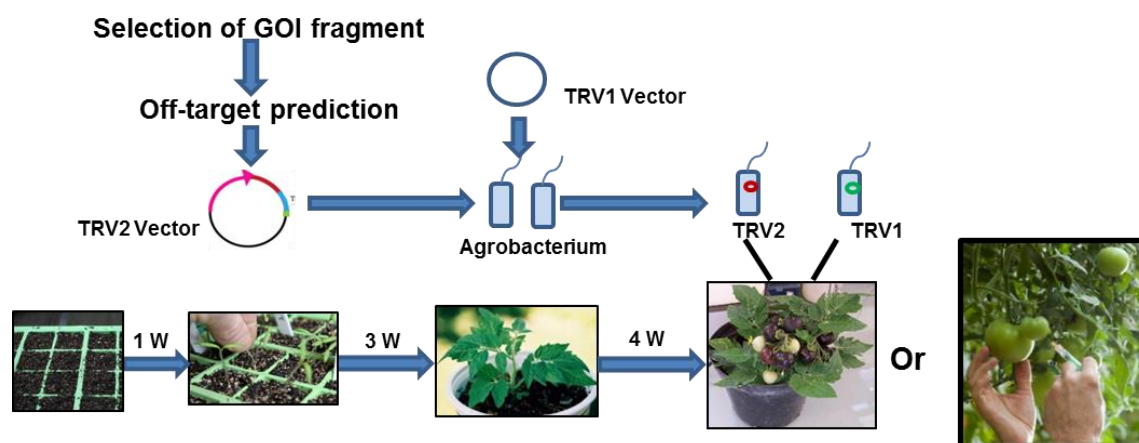 Selection of GOI fragment
Off-target prediction
TRV1 Vector
TRV2 Vector
Agrobacterium
TRV2
TRV1
1 W
3 W
4 W
Or